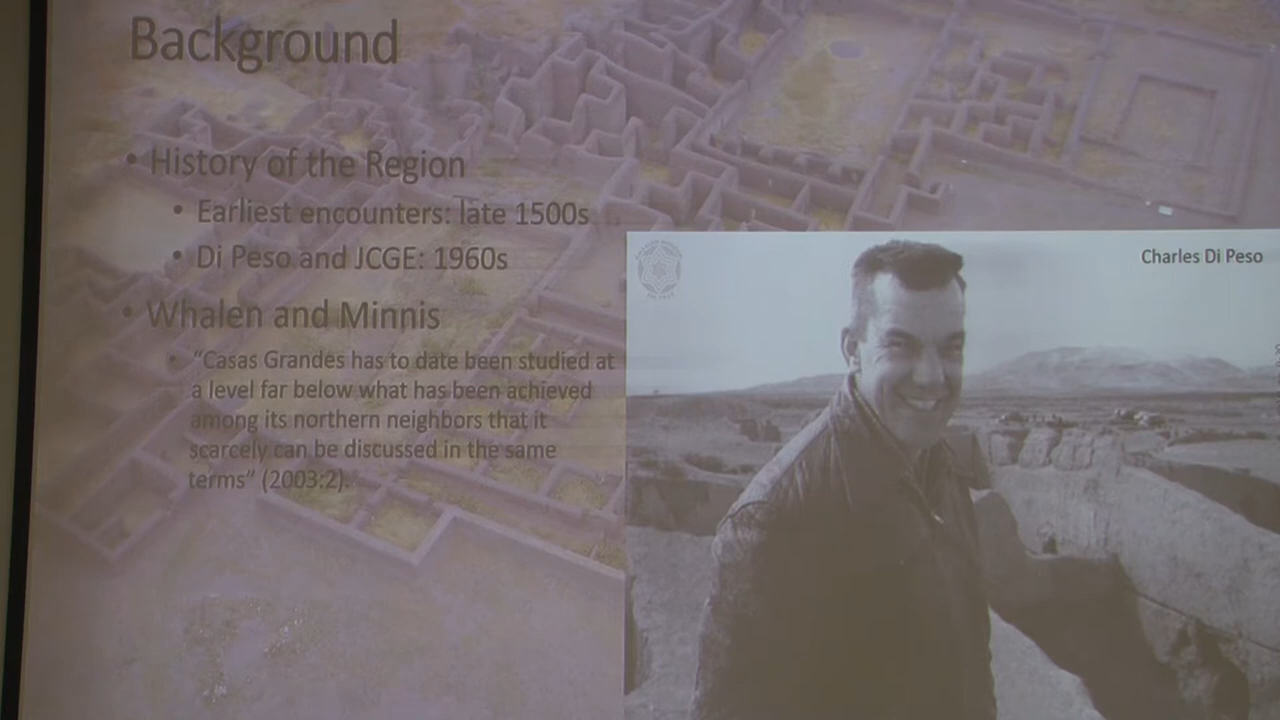 Background
• History of the Region
• Earliest encounters: late 1500s
• Di Peso and JCGE: 1960s
• Whalen and Minnis
• "Casas Grandes has to date been studied at
a level far below what has been achieved
among its northern neighbors that it
scarcely can be discussed in the same
terms" (2003:2).
Charles Di Peso